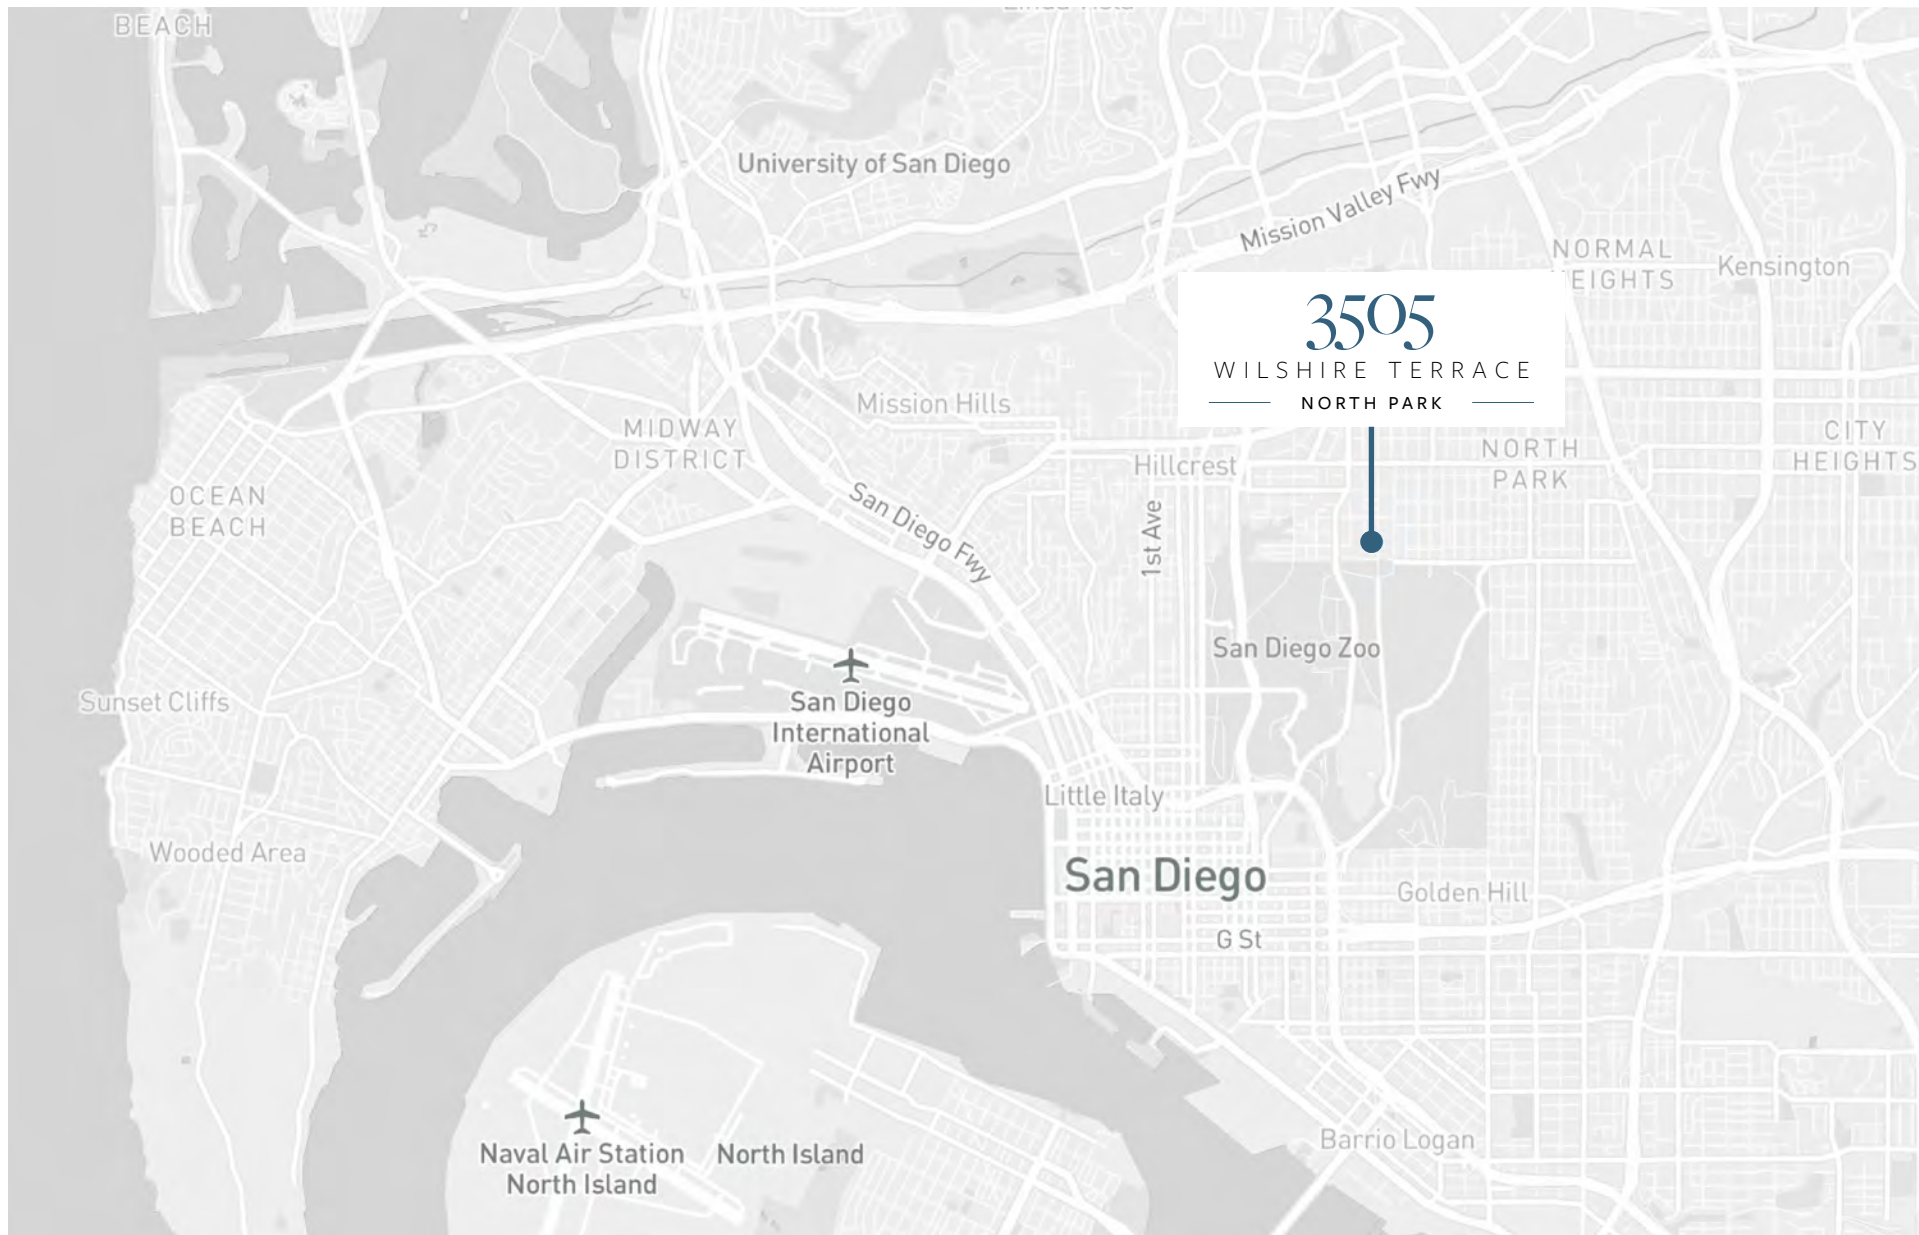 BEACH
Linda Vista
University of San Diego
Mission Valley Fwy
NORMAL
HEIGHTS
Kensington
3505
WILSHIRE TERRACE
NORTH PARK
Mission Hills
MIDWAY
DISTRICT
Hillcrest
NORTH
PARK
CITY
HEIGHTS
OCEAN
BEACH
San Diego Fwy
1st Ave
San Diego Zoo
Sunset Cliffs
San Diego
International
Airport
Little Italy
Wooded Area
San Diego
Golden Hill
G St
Barrio Logan
Naval Air Station
North Island
North Island